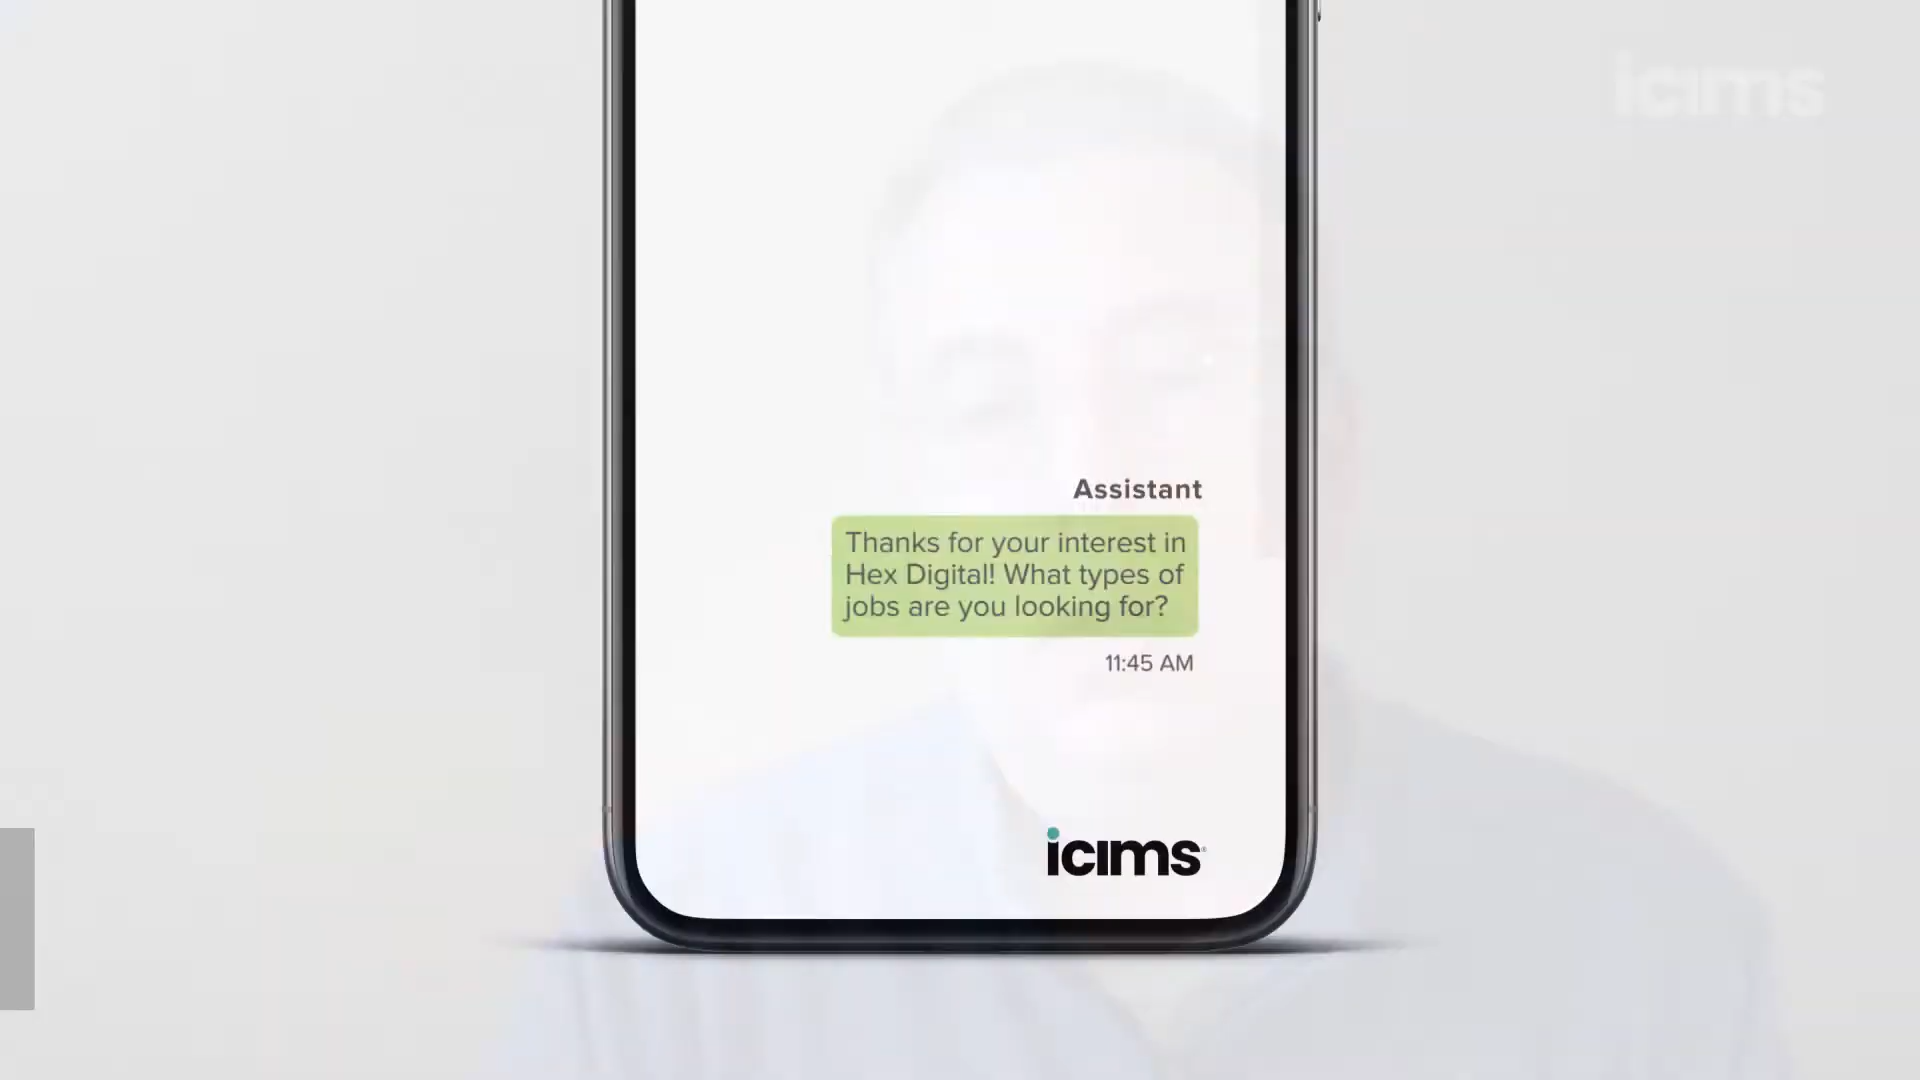 icims
Assistant
Thanks for your interest in
Hex Digital! What types of
jobs are you looking for?
11:45 AM
icims